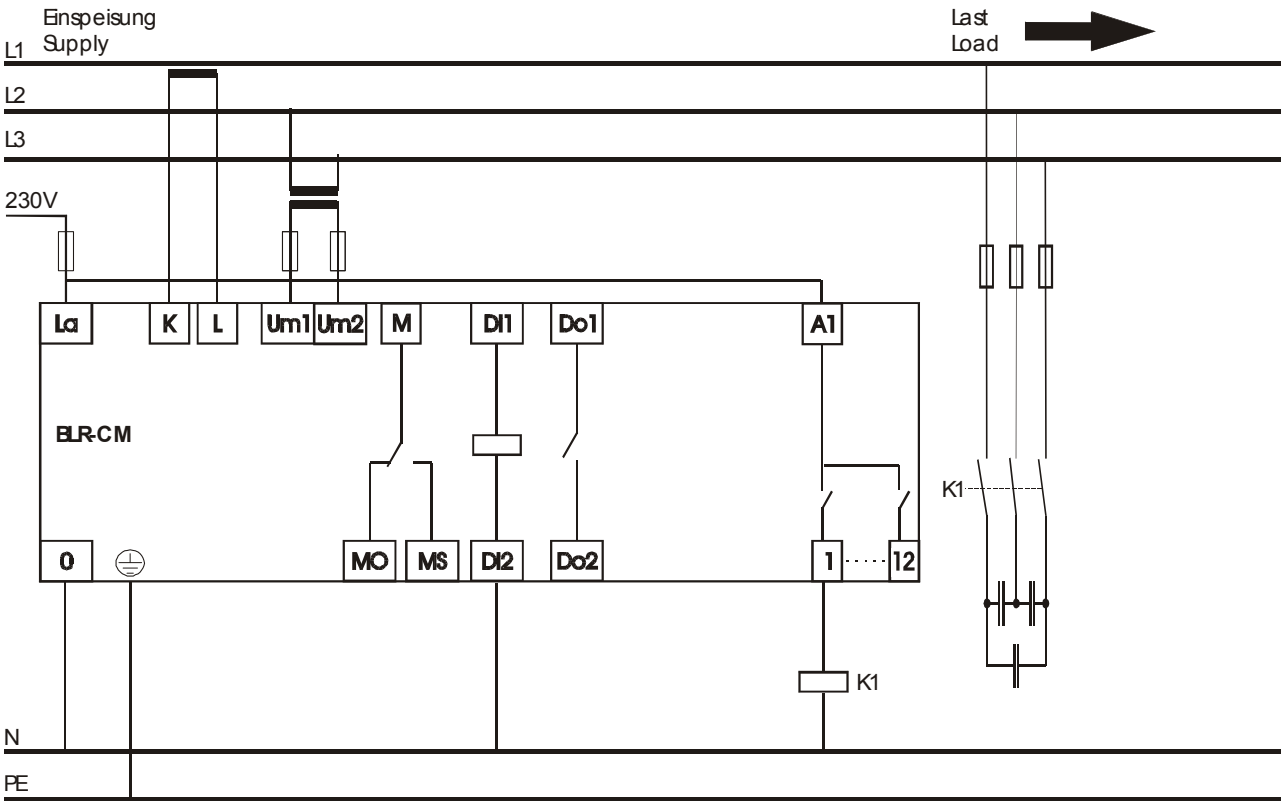 Einspeisung
Supply
Last
Load
L1
L2
L3
230V
La
K
L
Um1
Um2
M
DI1
Do1
A1
BLR-CM
K1
0
MO
MS
DI2
Do2
1
12
K1
N
PE